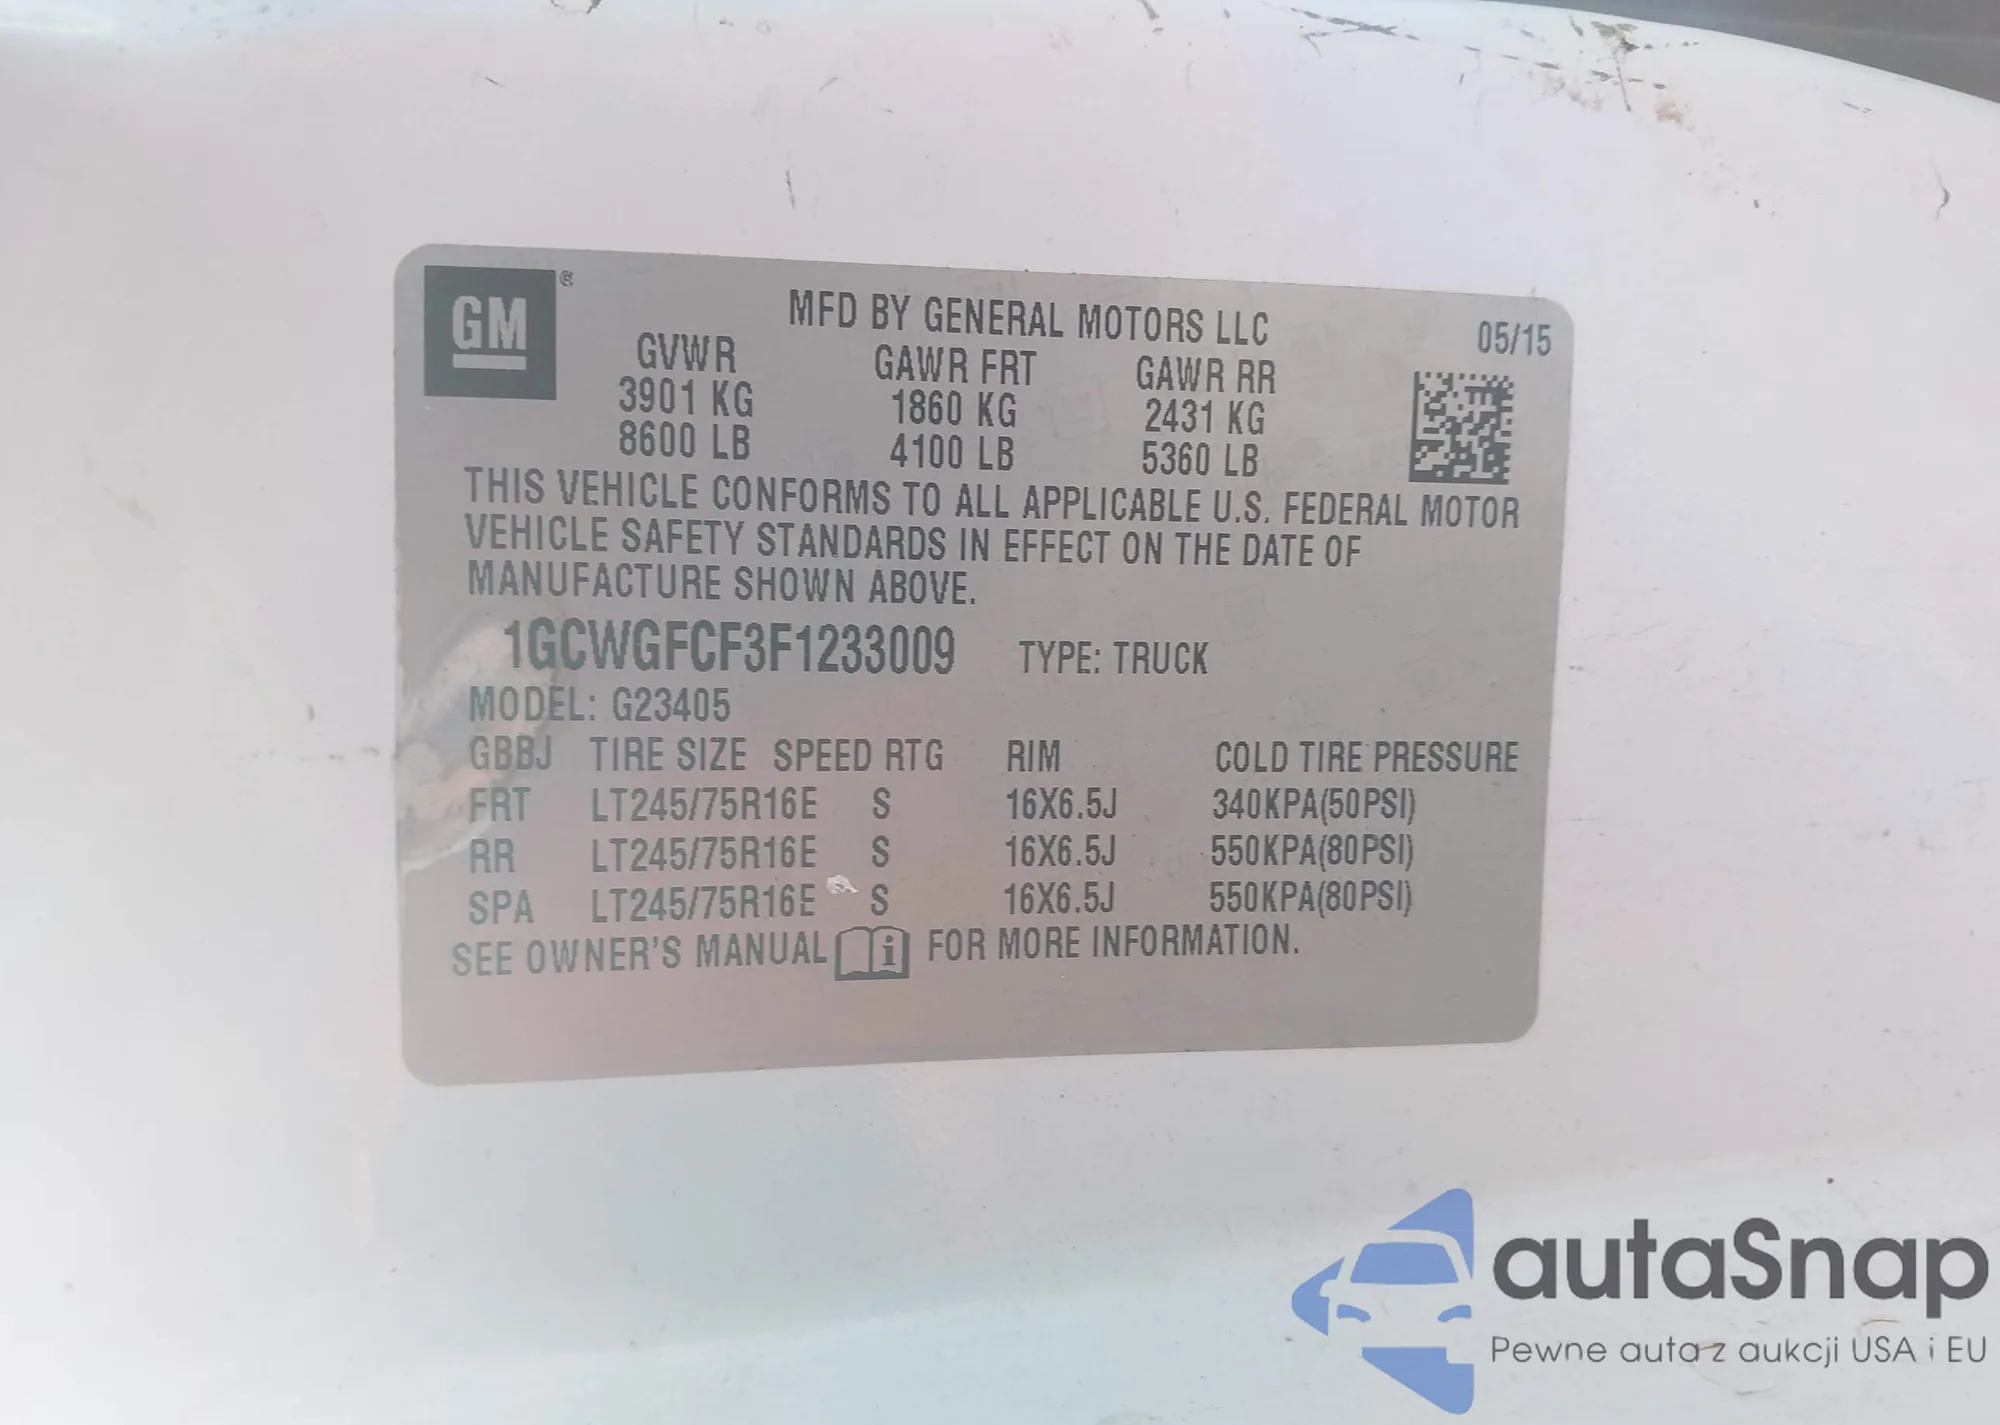 GM ®
MFD BY GENERAL MOTORS LLC 05/15
GVWR GAWR FRT GAWR RR
3901 KG 1860 KG 2431 KG
8600 LB 4100 LB 5360 LB
THIS VEHICLE CONFORMS TO ALL APPLICABLE U.S. FEDERAL MOTOR
VEHICLE SAFETY STANDARDS IN EFFECT ON THE DATE OF
MANUFACTURE SHOWN ABOVE.
1GCWGFCF3F1233009 TYPE: TRUCK
MODEL: G23405
GBBJ TIRE SIZE SPEED RTG RIM COLD TIRE PRESSURE
FRT LT245/75R16E S 16X6.5J 340KPA(50PSI)
RR LT245/75R16E S 16X6.5J 550KPA(80PSI)
SPA LT245/75R16E S 16X6.5J 550KPA(80PSI)
SEE OWNER'S MANUAL i FOR MORE INFORMATION.
autaSnap
Pewne auta z aukcji USA i EU